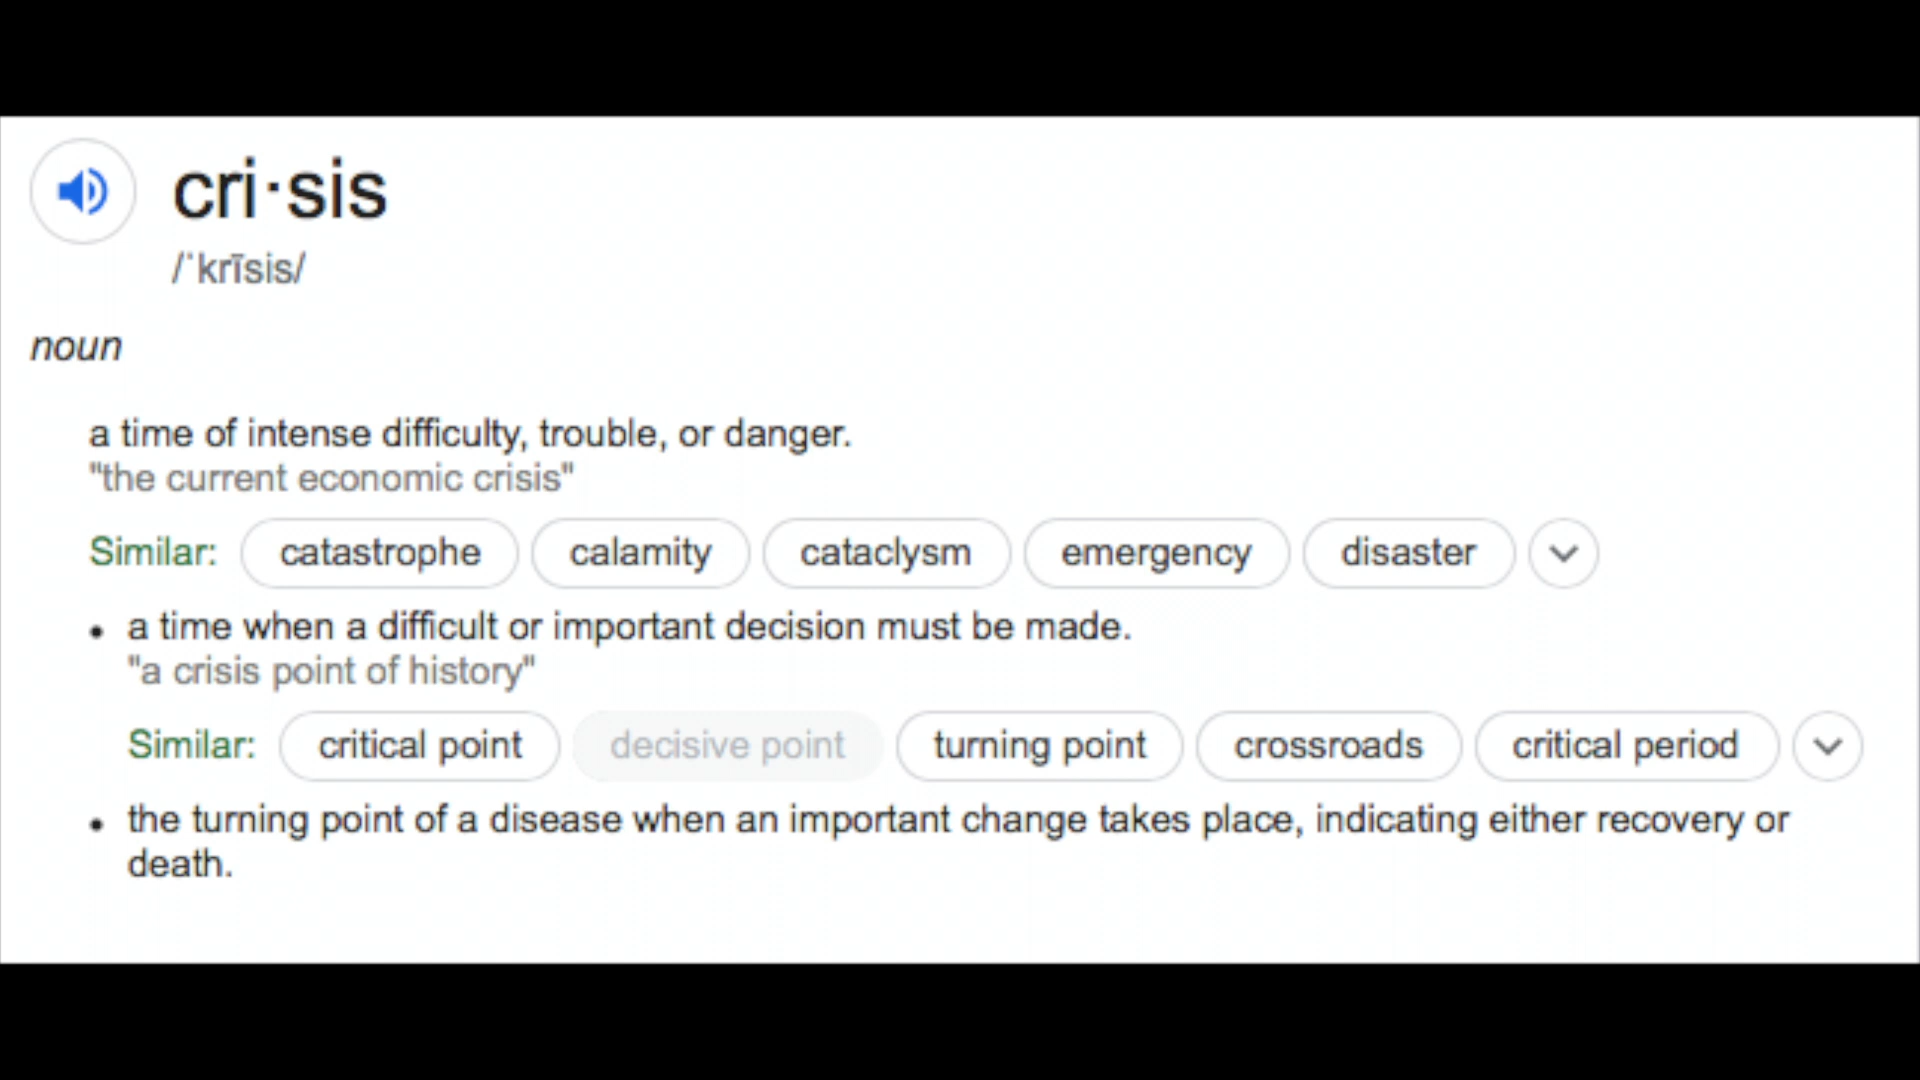 cri·sis
/ˈkrīsis/
noun
a time of intense difficulty, trouble, or danger.
"the current economic crisis"
Similar: catastrophe calamity cataclysm emergency disaster
• a time when a difficult or important decision must be made.
"a crisis point of history"
Similar: critical point decisive point turning point crossroads critical period
• the turning point of a disease when an important change takes place, indicating either recovery or
death.